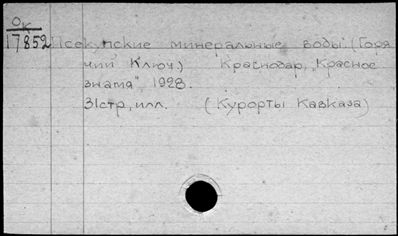 Ок
17852 Псекупские минеральные воды. (Горя
чий Ключ.) Краснодар, „Красное
знамя", 1928.
31стр, илл. (Курорты Кавказа)